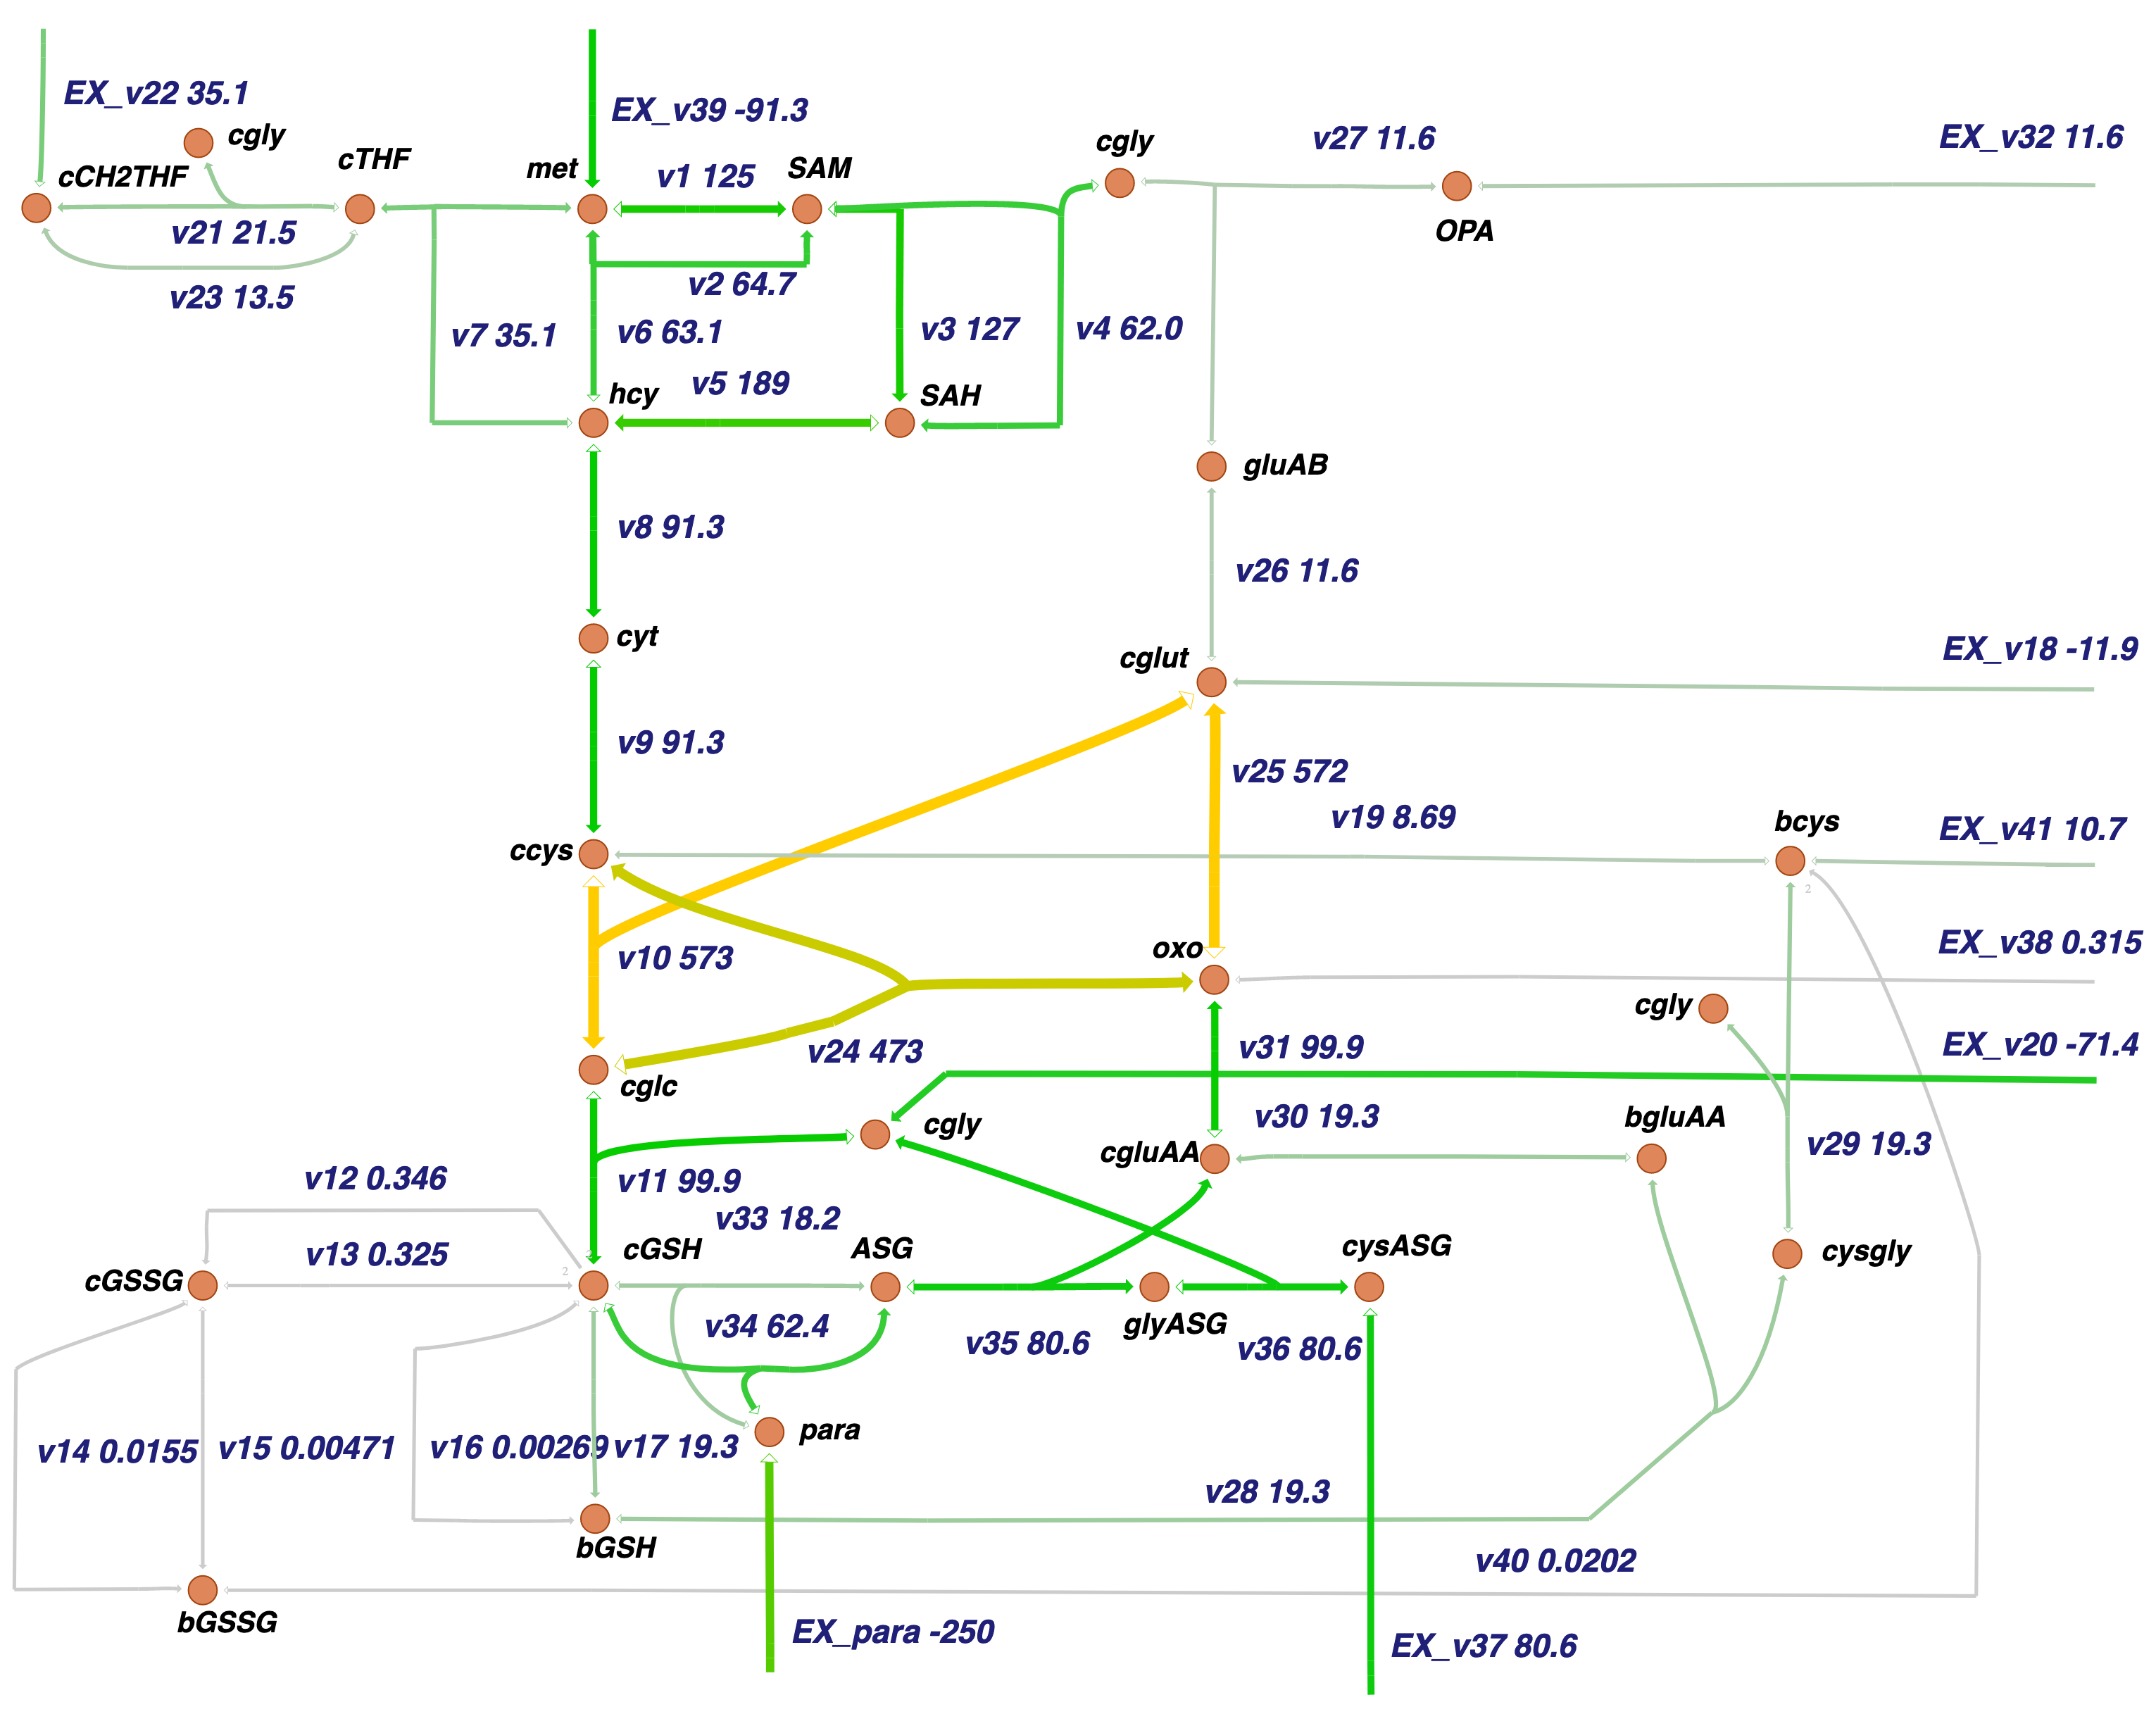 EX_v22 35.1
EX_v39 -91.3
cgly
cTHF
cgly
v27 11.6
EX_v32 11.6
cCH2THF
met
v1 125
SAM
v21 21.5
OPA
v23 13.5
v2 64.7
v7 35.1
v6 63.1
v3 127
v4 62.0
v5 189
hcy
SAH
gluAB
v8 91.3
v26 11.6
cyt
cglut
EX_v18 -11.9
v9 91.3
v25 572
v19 8.69
bcys
EX_v41 10.7
ccys
2
v10 573
oxo
EX_v38 0.315
cgly
v24 473
v31 99.9
EX_v20 -71.4
cglc
cgly
v30 19.3
bgluAA
v29 19.3
cgluAA
v12 0.346
v11 99.9
v33 18.2
v13 0.325
cGSH
ASG
cysASG
cysgly
cGSSG
2
v34 62.4
glyASG
v35 80.6
v36 80.6
para
v14 0.0155
v15 0.00471
v16 0.00269
v17 19.3
v28 19.3
bGSH
v40 0.0202
bGSSG
EX_para -250
EX_v37 80.6